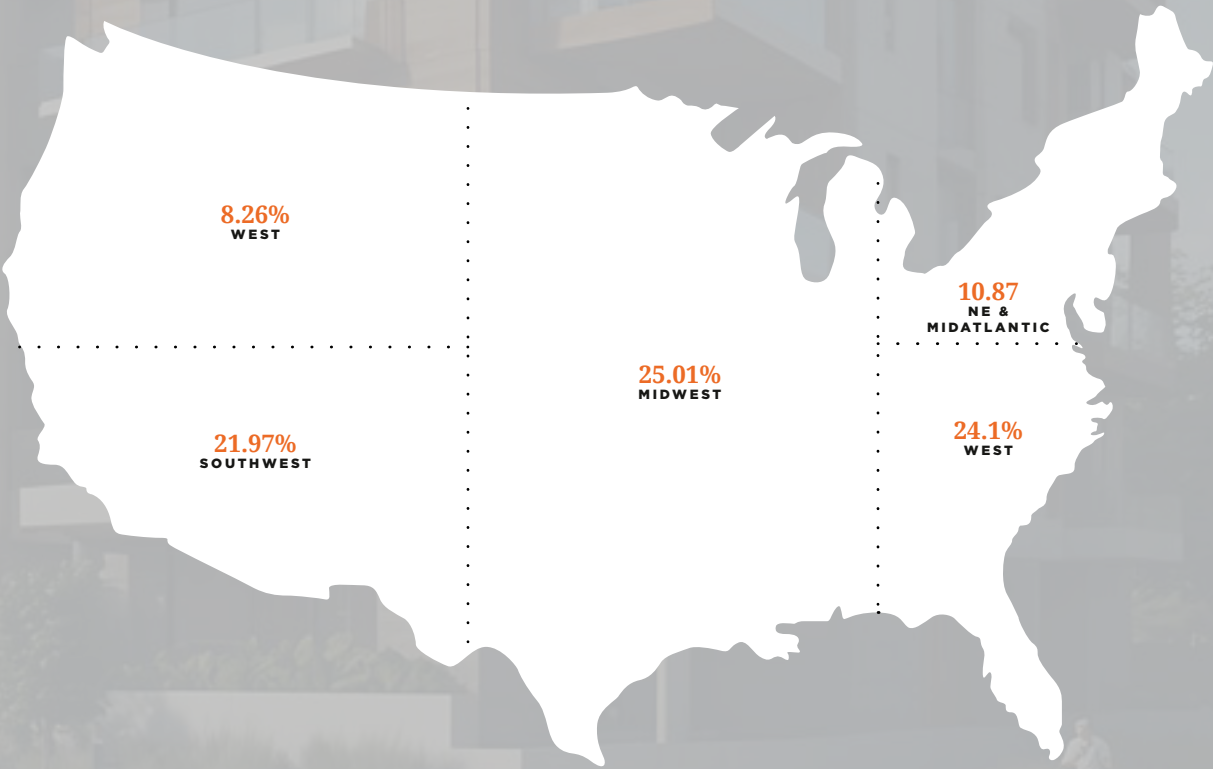 8.26%
WEST
10.87
NE &
MIDATLANTIC
25.01%
MIDWEST
24.1%
WEST
21.97%
SOUTHWEST